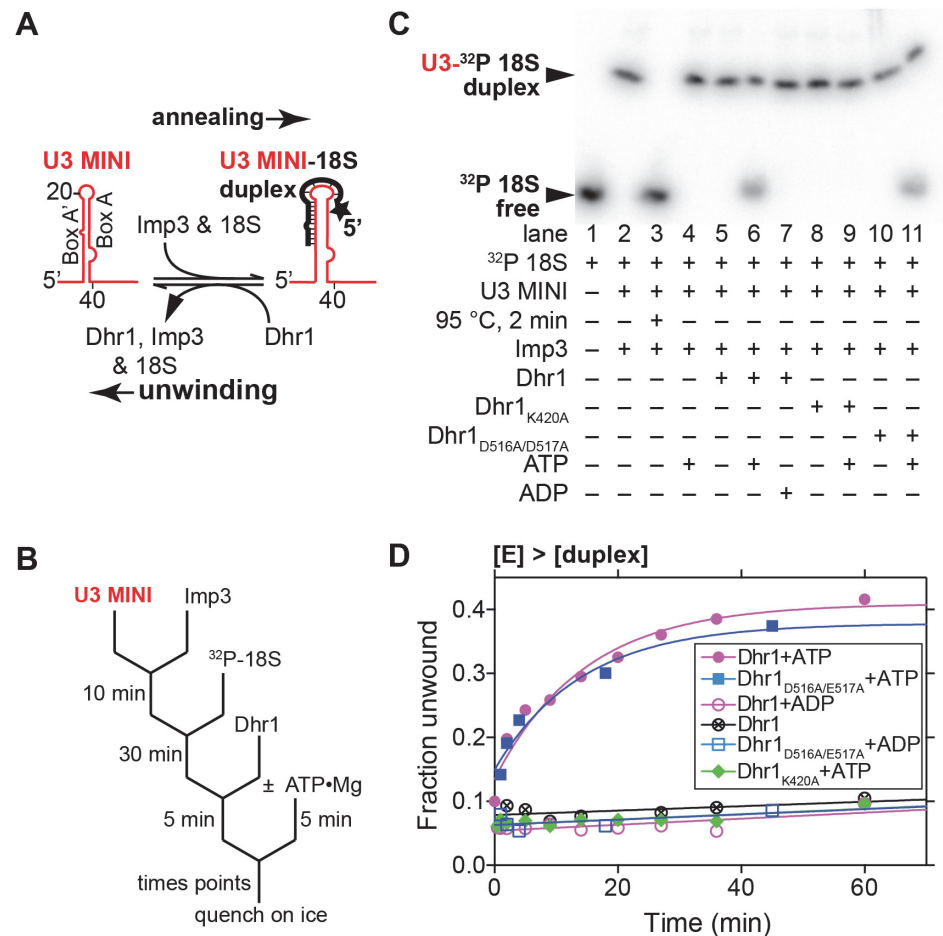 A
annealing
U3 MINI
U3 MINI-18S
duplex
20
Box A'
Box A
Imp3 & 18S
5'
5'
5'
40
40
Dhr1, Imp3
& 18S
Dhr1
unwinding
B
U3 MINI
Imp3
32P-18S
10 min
Dhr1
30 min
± ATP•Mg
5 min
5 min
times points
quench on ice
C
U3-32P 18S
duplex
32P 18S
free
lane 1 2 3 4 5 6 7 8 9 10 11
32P 18S + + + + + + + + + + +
U3 MINI – + + + + + + + + + +
95 °C, 2 min – – + – – – – – – – –
Imp3 – + + + + + + + + + +
Dhr1 – – – – + + + – – – –
Dhr1K420A – – – – – – – + + – –
Dhr1D516A/D517A – – – – – – – – – + +
ATP – – – + – + – – + – +
ADP – – – – – – + – – – –
D
[E] > [duplex]
Fraction unwound
0.4
0.3
0.2
0.1
0.0
Dhr1+ATP
Dhr1D516A/E517A+ATP
Dhr1+ADP
Dhr1
Dhr1D516A/E517A+ADP
Dhr1K420A+ATP
0 20 40 60
Time (min)